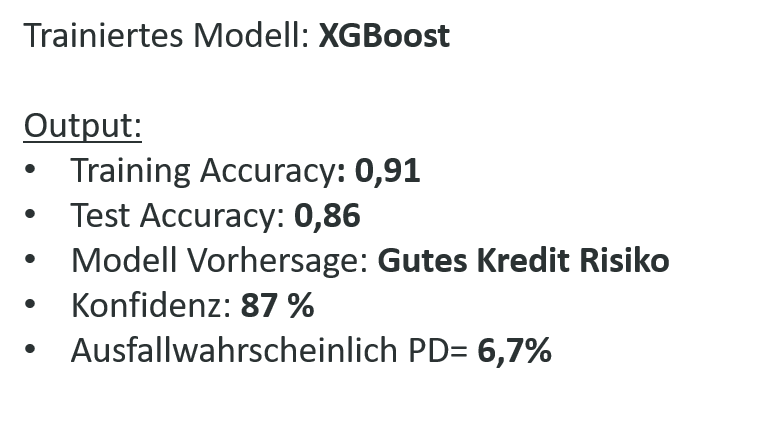 Trainiertes Modell: XGBoost
Output:
• Training Accuracy: 0,91
• Test Accuracy: 0,86
• Modell Vorhersage: Gutes Kredit Risiko
• Konfidenz: 87 %
• Ausfallwahrscheinlich PD= 6,7%